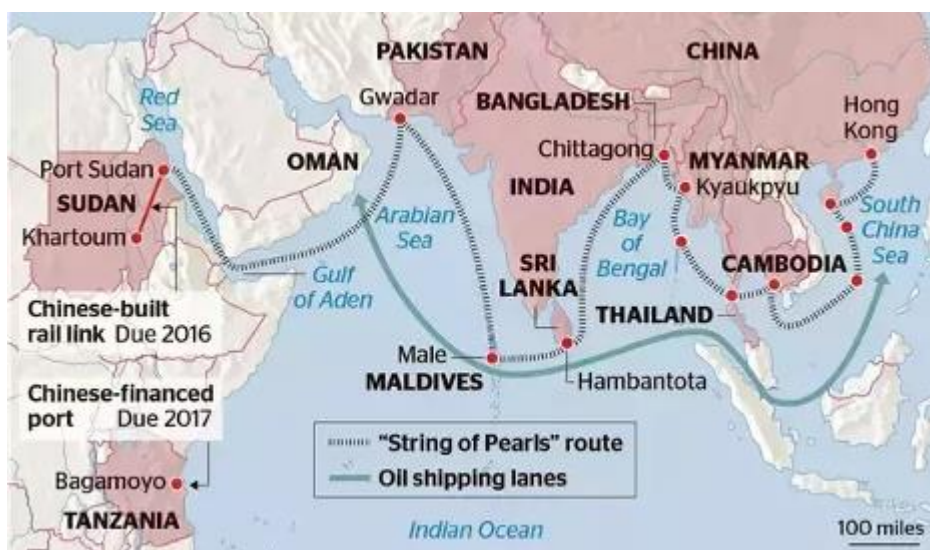 PAKISTAN
CHINA
Gwadar
BANGLADESH
Hong
Kong
Red
Sea
Chittagong
OMAN
MYANMAR
Port Sudan
INDIA
Kyaukpyu
SUDAN
Arabian
Sea
Bay
of
Bengal
South
China
Sea
Khartoum
SRI
LANKA
CAMBODIA
Gulf
of Aden
THAILAND
Chinese-built
rail link Due 2016
Male
MALDIVES
Hambantota
Chinese-financed
port Due 2017
"String of Pearls" route
Oil shipping lanes
Bagamoyo
TANZANIA
Indian Ocean
100 miles